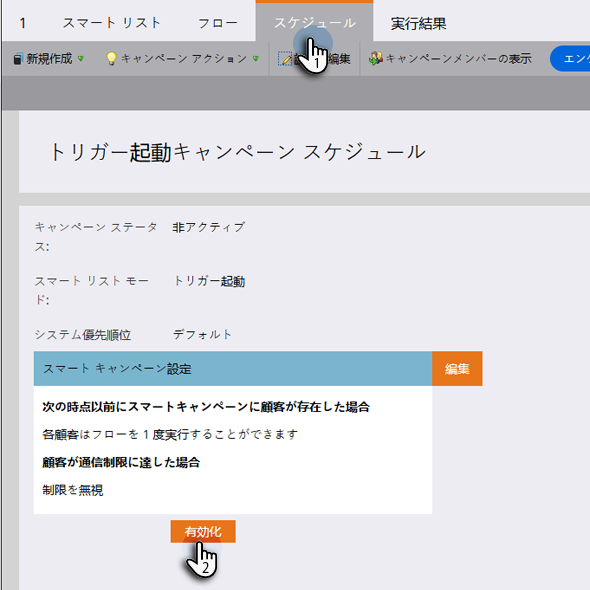 1 スマート リスト フロー スケジュール 実行結果
新規作成 キャンペーン アクション 編集 キャンペーンメンバーの表示 エン
トリガー起動キャンペーン スケジュール
キャンペーン ステータ 非アクティブ
ス:
スマート リスト モー トリガー起動
ド:
システム優先順位 デフォルト
スマート キャンペーン設定 編集
次の時点以前にスマートキャンペーンに顧客が存在した場合
各顧客はフローを 1 度実行することができます
顧客が通信制限に達した場合
制限を無視
有効化
1
2